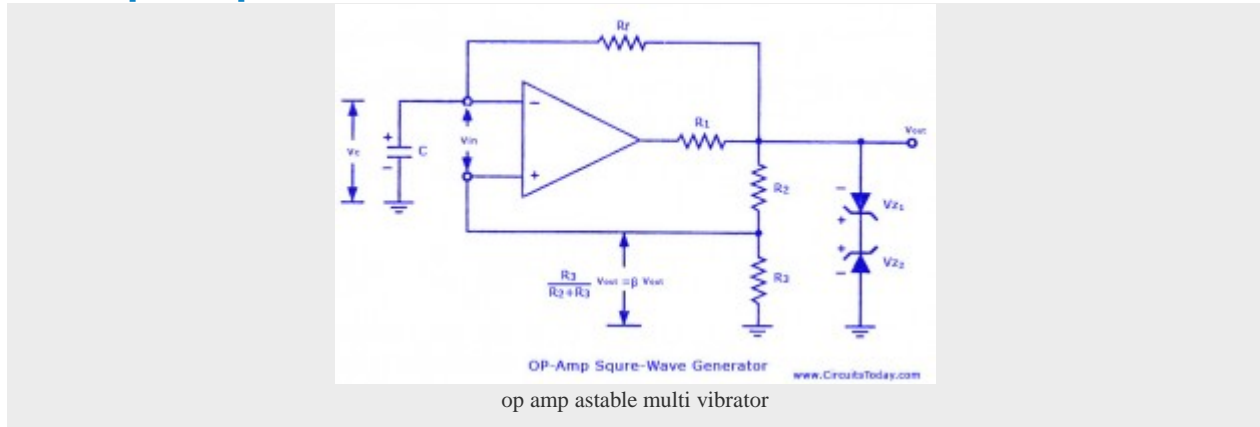 Rf
R1
Vout
−
Vin
+
Vc
+
C
−
R2
−
Vz1
+
+
Vz2
−
R3
R3
R2+R3
Vout =β Vout
OP-Amp Squre-Wave Generator
www.CircuitsToday.com
op amp astable multi vibrator